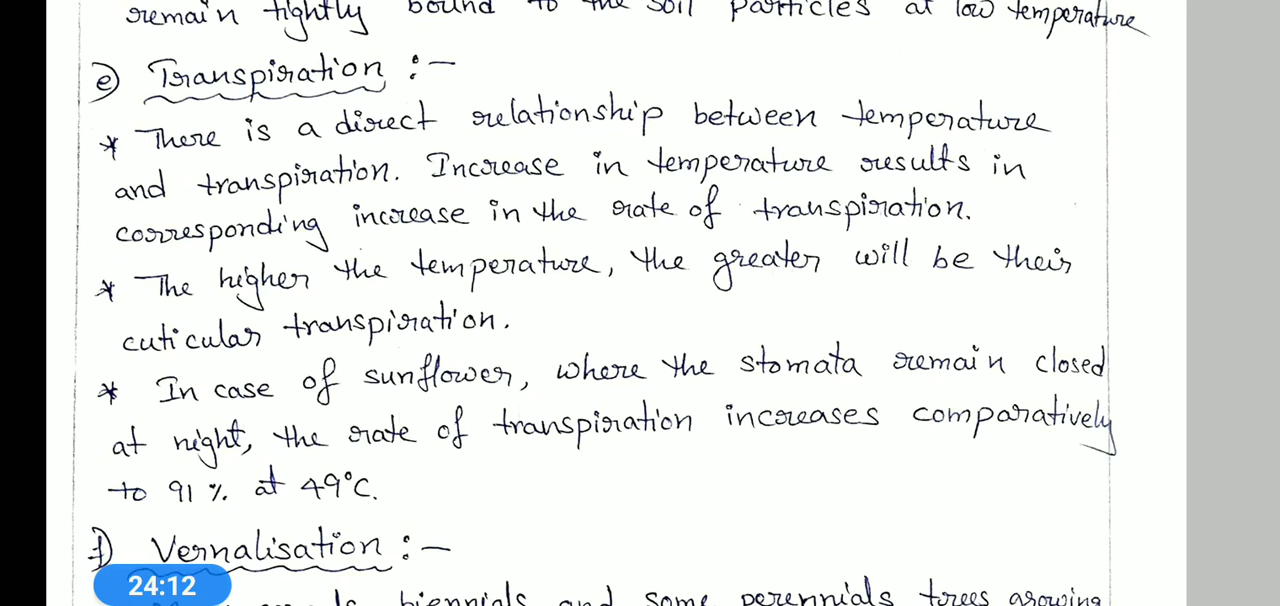 remain tightly bound to the soil particles at low temperature
e) Transpiration :-
* There is a direct relationship between temperature
and transpiration. Increase in temperature results in
corresponding increase in the rate of transpiration.
* The higher the temperature, the greater will be their
cuticular transpiration.
* In case of sunflower, where the stomata remain closed
at night, the rate of transpiration increases comparatively
to 91 % at 49°C.
f) Vernalisation :-
24:12
biennials and some perennials trees growing